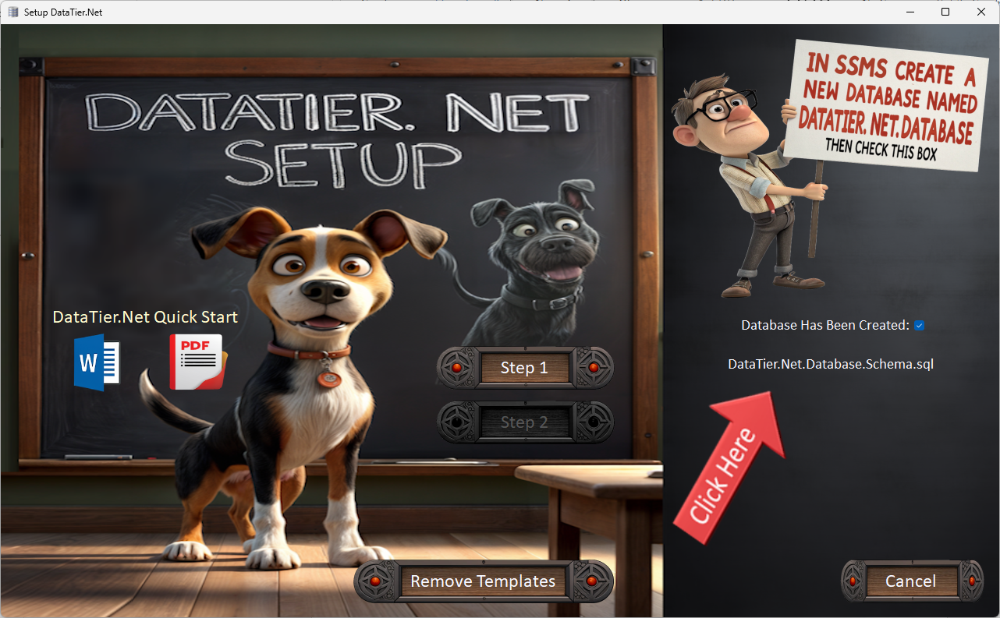 Setup DataTier.Net
DATATIER. NET
SETUP
DataTier.Net Quick Start
W
PDF
Step 1
Step 2
Remove Templates
IN SSMS CREATE A
NEW DATABASE NAMED
DATATIER.NET.DATABASE
THEN CHECK THIS BOX
Database Has Been Created:
DataTier.Net.Database.Schema.sql
Click Here
Cancel